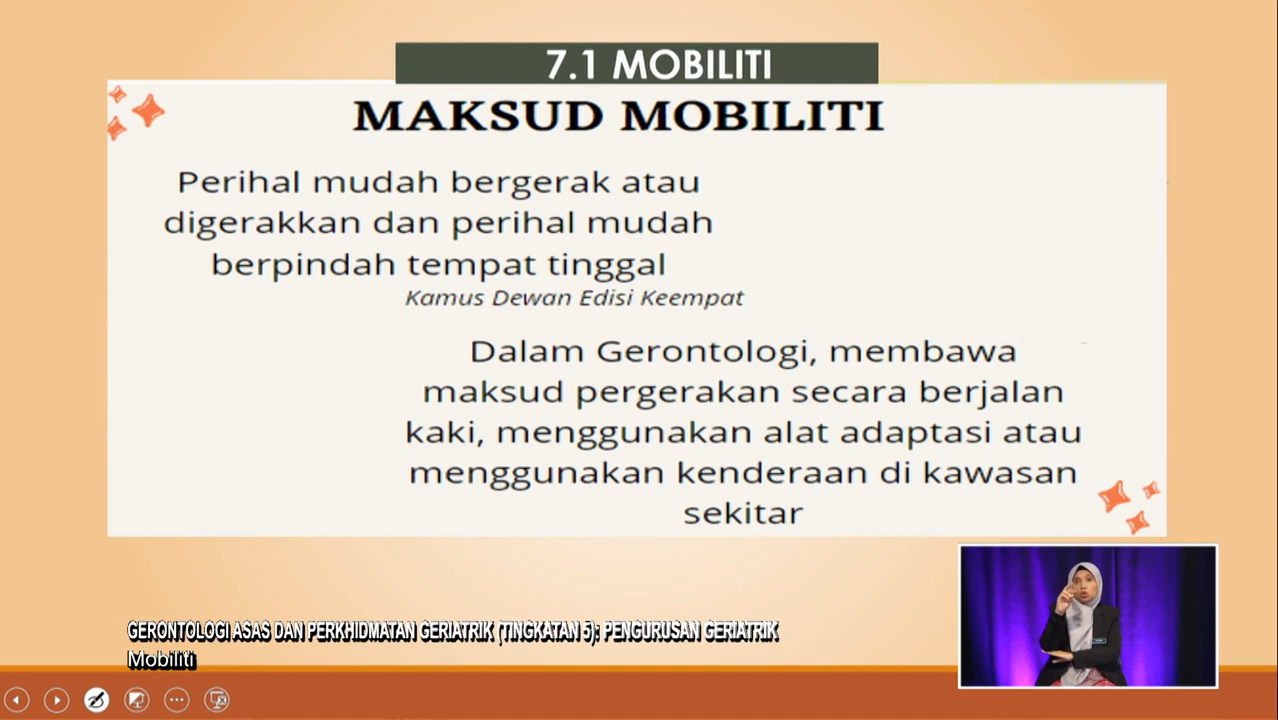 7.1 MOBILITI
MAKSUD MOBILITI
Perihal mudah bergerak atau
digerakkan dan perihal mudah
berpindah tempat tinggal
Kamus Dewan Edisi Keempat
Dalam Gerontologi, membawa
maksud pergerakan secara berjalan
kaki, menggunakan alat adaptasi atau
menggunakan kenderaan di kawasan
sekitar
GERONTOLOGI ASAS DAN PERKHIDMATAN GERIATRIK (TINGKATAN 5): PENGURUSAN GERIATRIK
Mobiliti